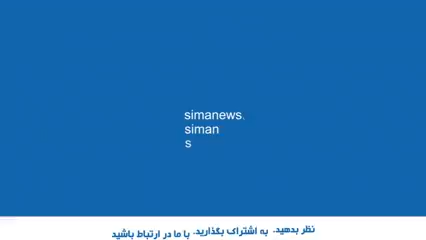 simanews.
siman
s
نظر بدهید. به اشتراک بگذارید. با ما در ارتباط باشید